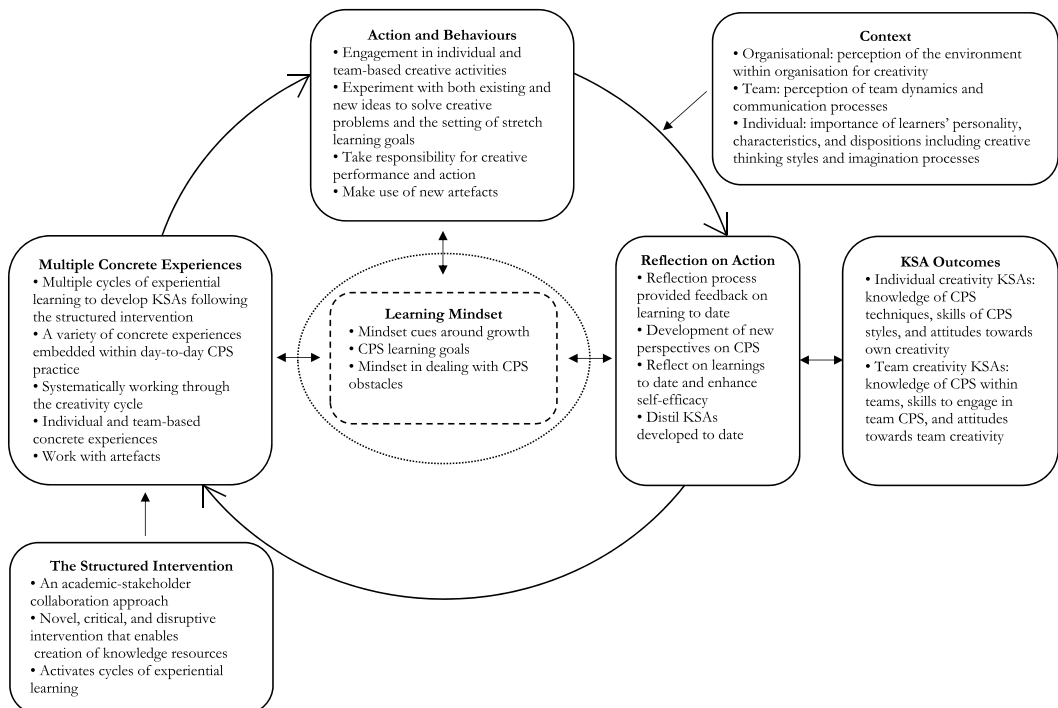 Action and Behaviours
• Engagement in individual and
team-based creative activities
• Experiment with both existing and
new ideas to solve creative
problems and the setting of stretch
learning goals
• Take responsibility for creative
performance and action
• Make use of new artefacts
Context
• Organisational: perception of the environment
within organisation for creativity
• Team: perception of team dynamics and
communication processes
• Individual: importance of learners’ personality,
characteristics, and dispositions including creative
thinking styles and imagination processes
Multiple Concrete Experiences
• Multiple cycles of experiential
learning to develop KSAs following
the structured intervention
• A variety of concrete experiences
embedded within day-to-day CPS
practice
•Systematically working through
the creativity cycle
• Individual and team-based
concrete experiences
• Work with artefacts
Learning Mindset
• Mindset cues around growth
• CPS learning goals
• Mindset in dealing with CPS
obstacles
Reflection on Action
• Reflection process
provided feedback on
learning to date
• Development of new
perspectives on CPS
• Reflect on learnings
to date and enhance
self-efficacy
• Distil KSAs
developed to date
KSA Outcomes
• Individual creativity KSAs:
knowledge of CPS
techniques, skills of CPS
styles, and attitudes towards
own creativity
• Team creativity KSAs:
knowledge of CPS within
teams, skills to engage in
team CPS, and attitudes
towards team creativity
The Structured Intervention
• An academic-stakeholder
collaboration approach
• Novel, critical, and disruptive
intervention that enables
creation of knowledge resources
• Activates cycles of experiential
learning